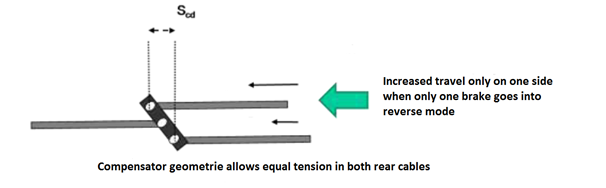 Scd
Increased travel only on one side
when only one brake goes into
reverse mode
Compensator geometrie allows equal tension in both rear cables